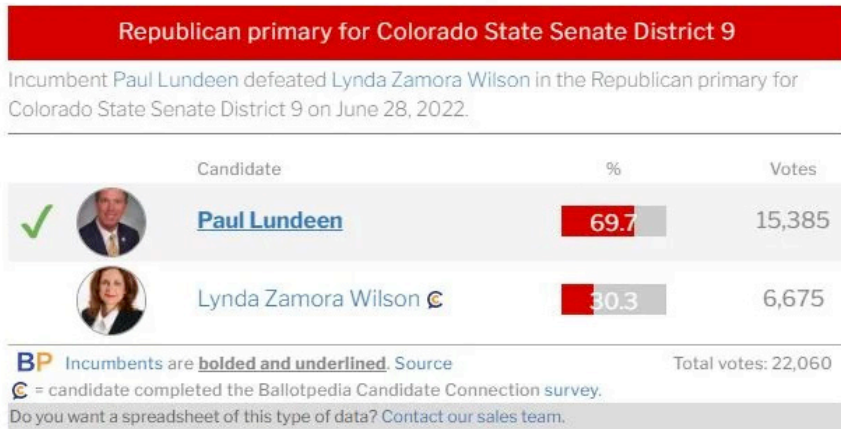 Republican primary for Colorado State Senate District 9
Incumbent Paul Lundeen defeated Lynda Zamora Wilson in the Republican primary for
Colorado State Senate District 9 on June 28, 2022.
Candidate % Votes
Paul Lundeen 69.7 15,385
Lynda Zamora Wilson 30.3 6,675
BP Incumbents are bolded and underlined. Source Total votes: 22,060
= candidate completed the Ballotpedia Candidate Connection survey.
Do you want a spreadsheet of this type of data? Contact our sales team.